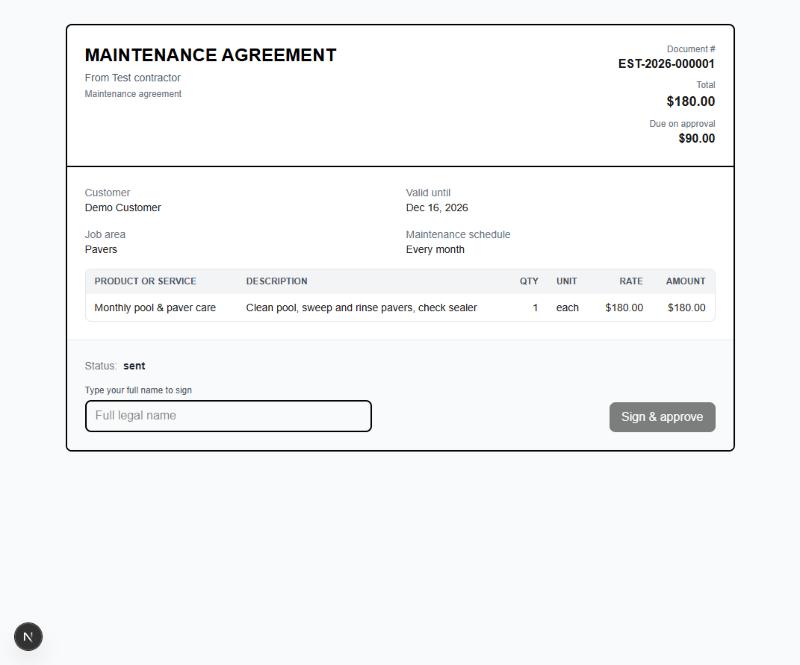 MAINTENANCE AGREEMENT
From Test contractor
Maintenance agreement
Document #
EST-2026-000001
Total
$180.00
Due on approval
$90.00
Customer
Demo Customer
Valid until
Dec 16, 2026
Job area
Pavers
Maintenance schedule
Every month
PRODUCT OR SERVICE DESCRIPTION QTY UNIT RATE AMOUNT
Monthly pool & paver care Clean pool, sweep and rinse pavers, check sealer 1 each $180.00 $180.00
Status: sent
Type your full name to sign
Full legal name
Sign & approve
N